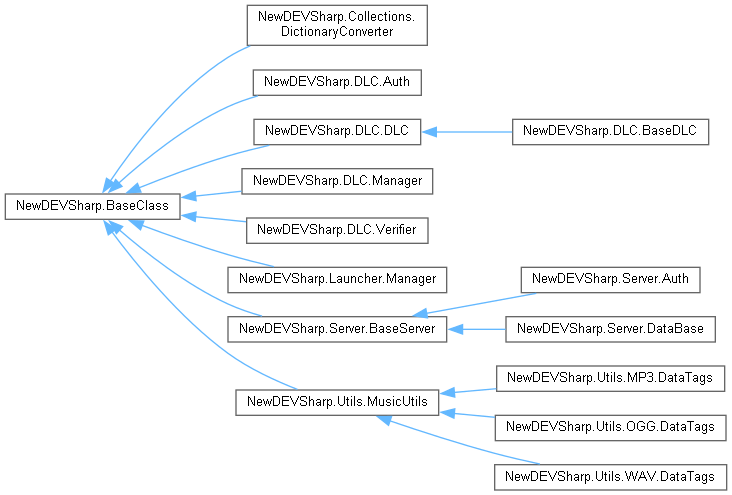 NewDEVSharp.Collections.
DictionaryConverter
NewDEVSharp.DLC.Auth
NewDEVSharp.DLC.DLC
NewDEVSharp.DLC.BaseDLC
NewDEVSharp.DLC.Manager
NewDEVSharp.BaseClass
NewDEVSharp.DLC.Verifier
NewDEVSharp.Launcher.Manager
NewDEVSharp.Server.Auth
NewDEVSharp.Server.BaseServer
NewDEVSharp.Server.DataBase
NewDEVSharp.Utils.MP3.DataTags
NewDEVSharp.Utils.MusicUtils
NewDEVSharp.Utils.OGG.DataTags
NewDEVSharp.Utils.WAV.DataTags